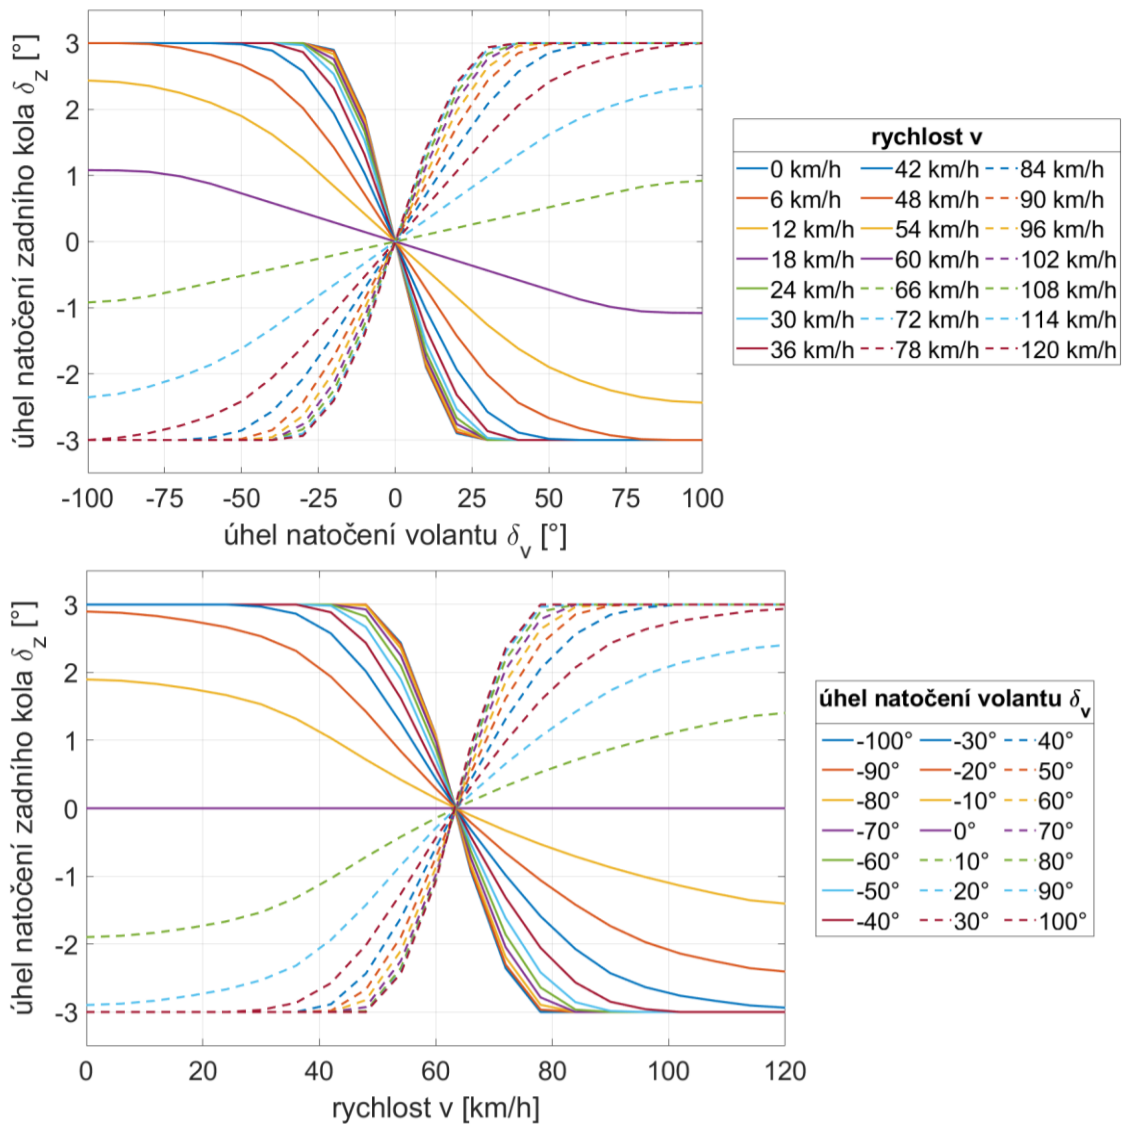 3
2
1
0
-1
-2
-3
úhel natočení zadního kola δz [°]
-100 -75 -50 -25 0 25 50 75 100
úhel natočení volantu δv [°]
rychlost v
0 km/h 42 km/h 84 km/h
6 km/h 48 km/h 90 km/h
12 km/h 54 km/h 96 km/h
18 km/h 60 km/h 102 km/h
24 km/h 66 km/h 108 km/h
30 km/h 72 km/h 114 km/h
36 km/h 78 km/h 120 km/h
3
2
1
0
-1
-2
-3
úhel natočení zadního kola δz [°]
0 20 40 60 80 100 120
rychlost v [km/h]
úhel natočení volantu δv
-100° -30° 40°
-90° -20° 50°
-80° -10° 60°
-70° 0° 70°
-60° 10° 80°
-50° 20° 90°
-40° 30° 100°